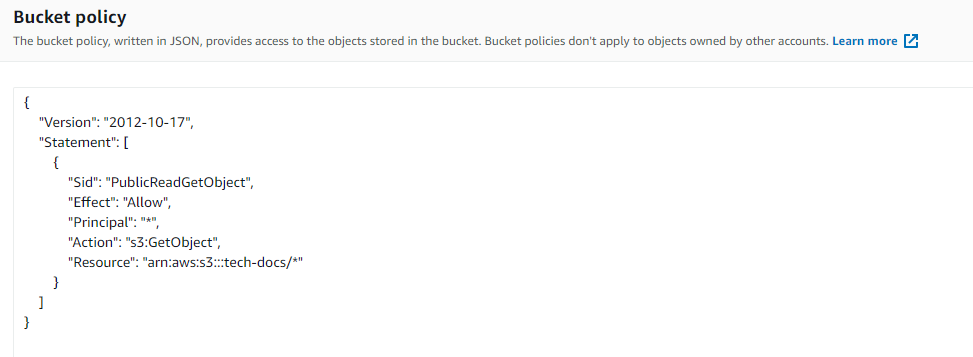 Bucket policy
The bucket policy, written in JSON, provides access to the objects stored in the bucket. Bucket policies don't apply to objects owned by other accounts. Learn more
{
    "Version": "2012-10-17",
    "Statement": [
        {
            "Sid": "PublicReadGetObject",
            "Effect": "Allow",
            "Principal": "*",
            "Action": "s3:GetObject",
            "Resource": "arn:aws:s3:::tech-docs/*"
        }
    ]
}